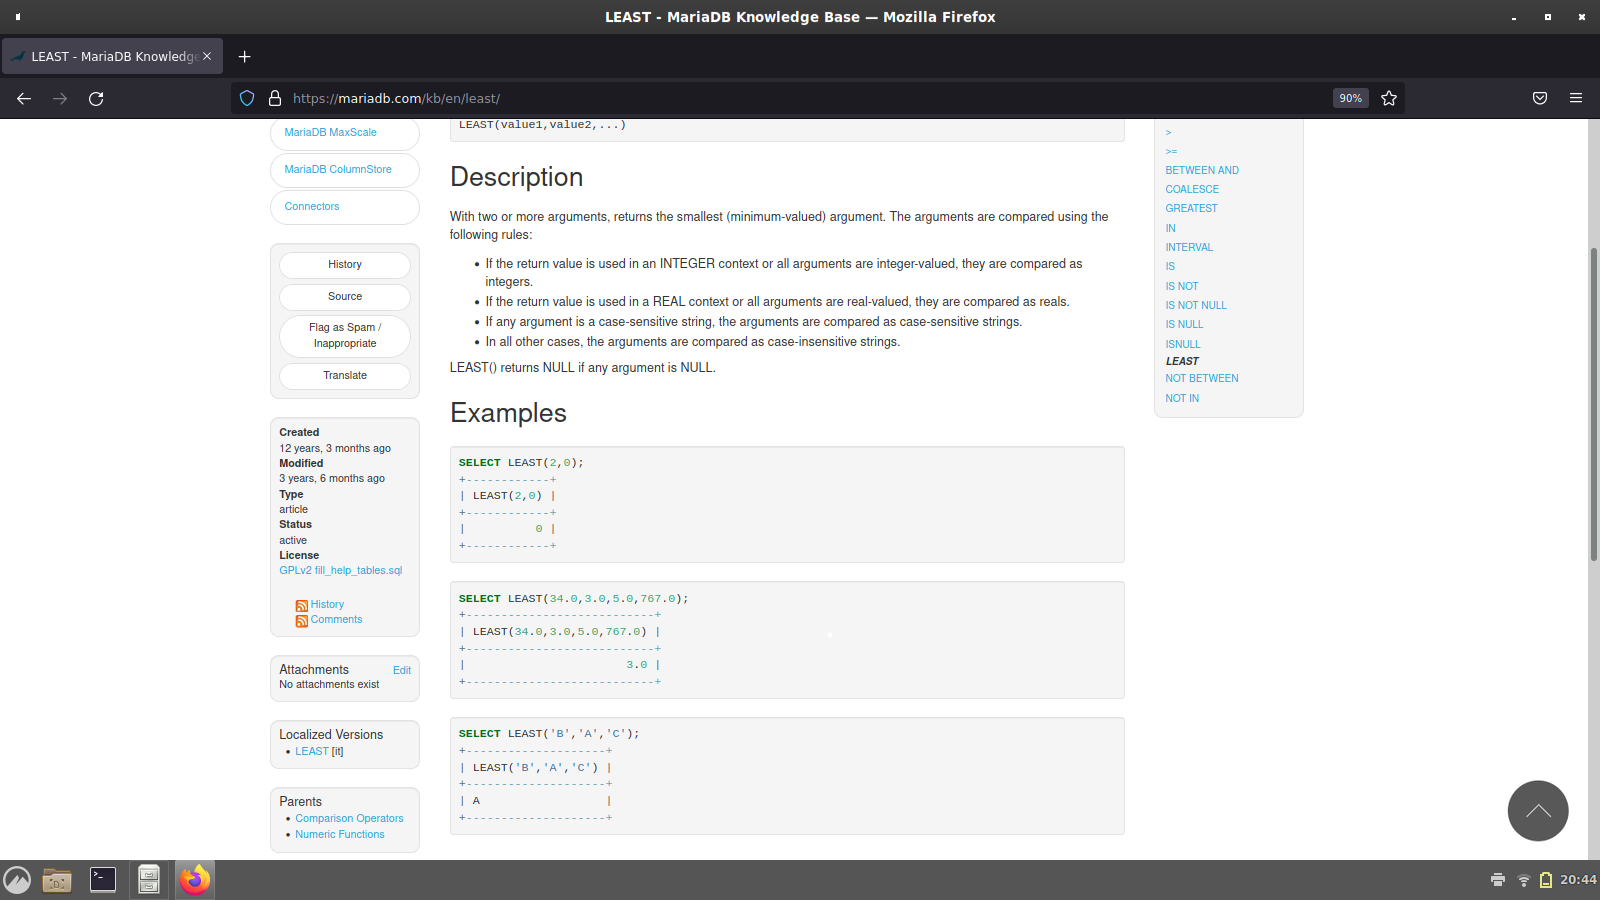 LEAST - MariaDB Knowledge Base — Mozilla Firefox
LEAST - MariaDB Knowledge
https://mariadb.com/kb/en/least/
90%
MariaDB MaxScale
MariaDB ColumnStore
Connectors
History
Source
Flag as Spam /
Inappropriate
Translate
Created
12 years, 3 months ago
Modified
3 years, 6 months ago
Type
article
Status
active
License
GPLv2 fill_help_tables.sql
History
Comments
Attachments Edit
No attachments exist
Localized Versions
• LEAST [it]
Parents
• Comparison Operators
• Numeric Functions
LEAST(value1,value2,...)
Description
With two or more arguments, returns the smallest (minimum-valued) argument. The arguments are compared using the
following rules:
• If the return value is used in an INTEGER context or all arguments are integer-valued, they are compared as
integers.
• If the return value is used in a REAL context or all arguments are real-valued, they are compared as reals.
• If any argument is a case-sensitive string, the arguments are compared as case-sensitive strings.
• In all other cases, the arguments are compared as case-insensitive strings.
LEAST() returns NULL if any argument is NULL.
Examples
SELECT LEAST(2,0);
+------------+
| LEAST(2,0) |
+------------+
|          0 |
+------------+
SELECT LEAST(34.0,3.0,5.0,767.0);
+---------------------------+
| LEAST(34.0,3.0,5.0,767.0) |
+---------------------------+
|                       3.0 |
+---------------------------+
SELECT LEAST('B','A','C');
+--------------------+
| LEAST('B','A','C') |
+--------------------+
| A                  |
+--------------------+
>
>=
BETWEEN AND
COALESCE
GREATEST
IN
INTERVAL
IS
IS NOT
IS NOT NULL
IS NULL
ISNULL
LEAST
NOT BETWEEN
NOT IN
20:44